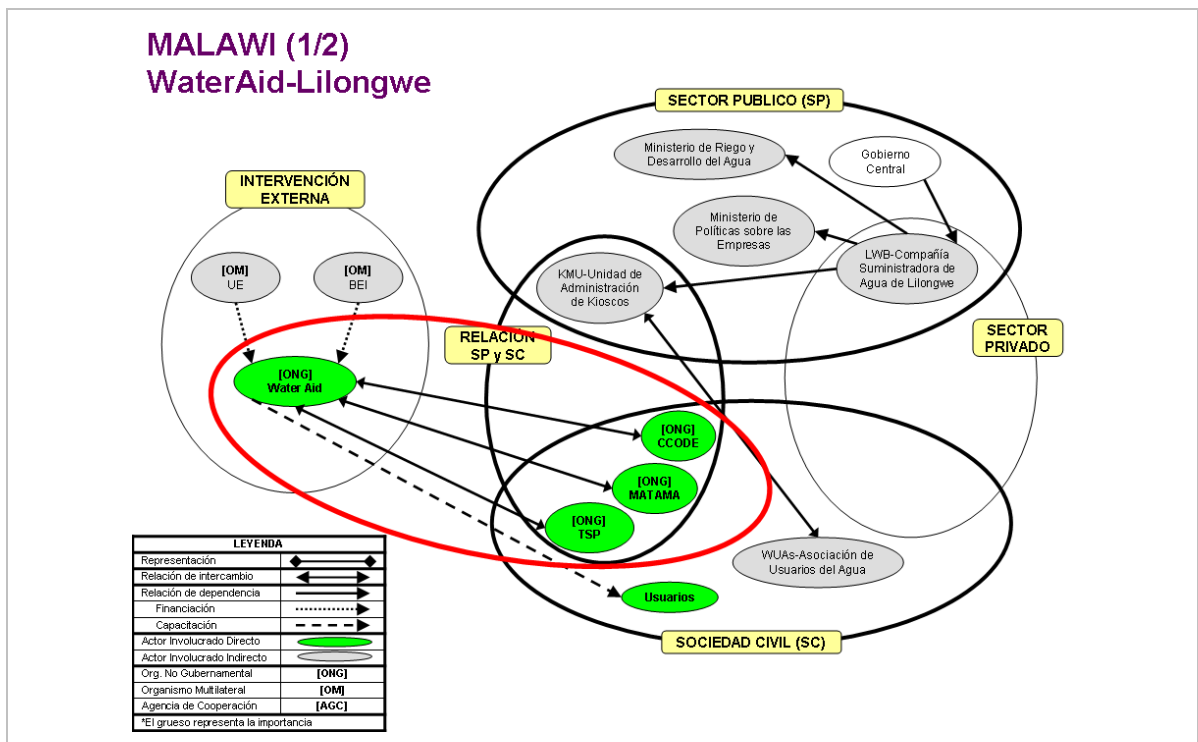 MALAWI (1/2)
WaterAid-Lilongwe
SECTOR PUBLICO (SP)
Ministerio de Riego y
Desarrollo del Agua
Gobierno
Central
INTERVENCIÓN
EXTERNA
Ministerio de
Políticas sobre las
Empresas
[OM]
UE
[OM]
BEI
KMU-Unidad de
Administración
de Kioscos
LWB-Compañía
Suministradora de
Agua de Lilongwe
RELACIÓN
SP y SC
SECTOR
PRIVADO
[ONG]
Water Aid
[ONG]
CCODE
[ONG]
MATAMA
[ONG]
TSP
WUAs-Asociación de
Usuarios del Agua
Usuarios
SOCIEDAD CIVIL (SC)
LEYENDA
Representación
Relación de intercambio
Relación de dependencia
Financiación
Capacitación
Actor Involucrado Directo
Actor Involucrado Indirecto
Org. No Gubernamental [ONG]
Organismo Multilateral [OM]
Agencia de Cooperación [AGC]
*El grueso representa la importancia